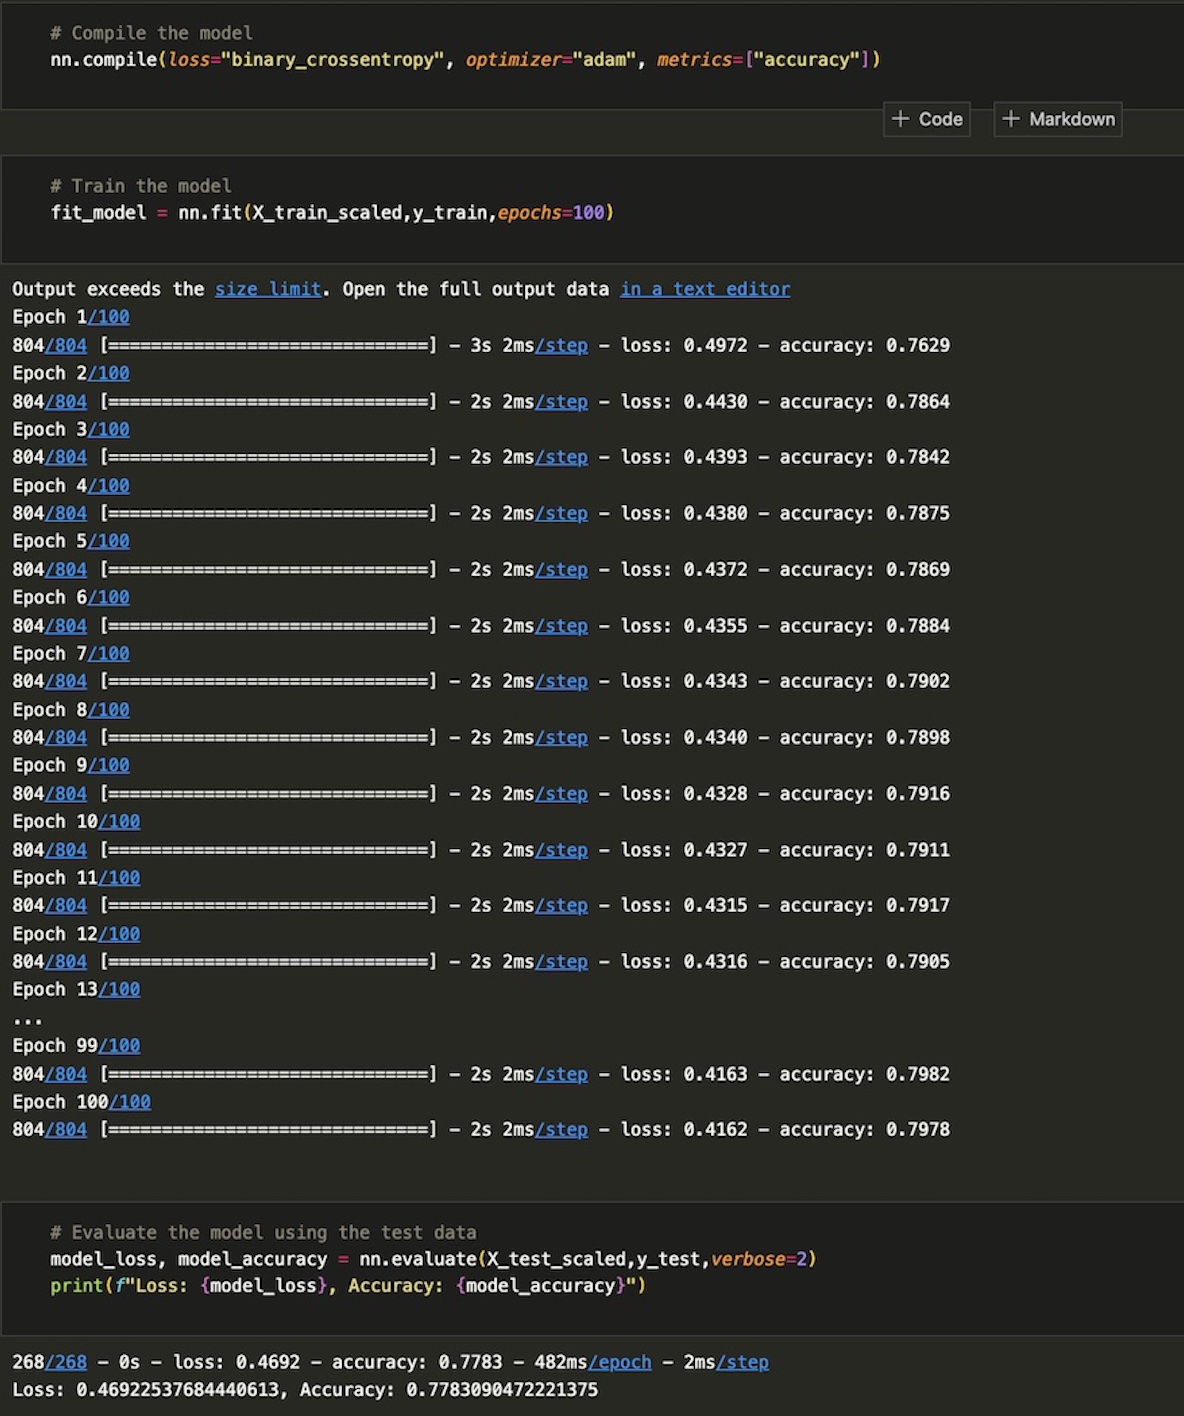 # Compile the model
nn.compile(loss="binary_crossentropy", optimizer="adam", metrics=["accuracy"])
+ Code + Markdown
# Train the model
fit_model = nn.fit(X_train_scaled,y_train,epochs=100)
Output exceeds the size limit. Open the full output data in a text editor
Epoch 1/100
804/804 [==============================] - 3s 2ms/step - loss: 0.4972 - accuracy: 0.7629
Epoch 2/100
804/804 [==============================] - 2s 2ms/step - loss: 0.4430 - accuracy: 0.7864
Epoch 3/100
804/804 [==============================] - 2s 2ms/step - loss: 0.4393 - accuracy: 0.7842
Epoch 4/100
804/804 [==============================] - 2s 2ms/step - loss: 0.4380 - accuracy: 0.7875
Epoch 5/100
804/804 [==============================] - 2s 2ms/step - loss: 0.4372 - accuracy: 0.7869
Epoch 6/100
804/804 [==============================] - 2s 2ms/step - loss: 0.4355 - accuracy: 0.7884
Epoch 7/100
804/804 [==============================] - 2s 2ms/step - loss: 0.4343 - accuracy: 0.7902
Epoch 8/100
804/804 [==============================] - 2s 2ms/step - loss: 0.4340 - accuracy: 0.7898
Epoch 9/100
804/804 [==============================] - 2s 2ms/step - loss: 0.4328 - accuracy: 0.7916
Epoch 10/100
804/804 [==============================] - 2s 2ms/step - loss: 0.4327 - accuracy: 0.7911
Epoch 11/100
804/804 [==============================] - 2s 2ms/step - loss: 0.4315 - accuracy: 0.7917
Epoch 12/100
804/804 [==============================] - 2s 2ms/step - loss: 0.4316 - accuracy: 0.7905
Epoch 13/100
...
Epoch 99/100
804/804 [==============================] - 2s 2ms/step - loss: 0.4163 - accuracy: 0.7982
Epoch 100/100
804/804 [==============================] - 2s 2ms/step - loss: 0.4162 - accuracy: 0.7978
# Evaluate the model using the test data
model_loss, model_accuracy = nn.evaluate(X_test_scaled,y_test,verbose=2)
print(f"Loss: {model_loss}, Accuracy: {model_accuracy}")
268/268 - 0s - loss: 0.4692 - accuracy: 0.7783 - 482ms/epoch - 2ms/step
Loss: 0.46922537684440613, Accuracy: 0.7783090472221375